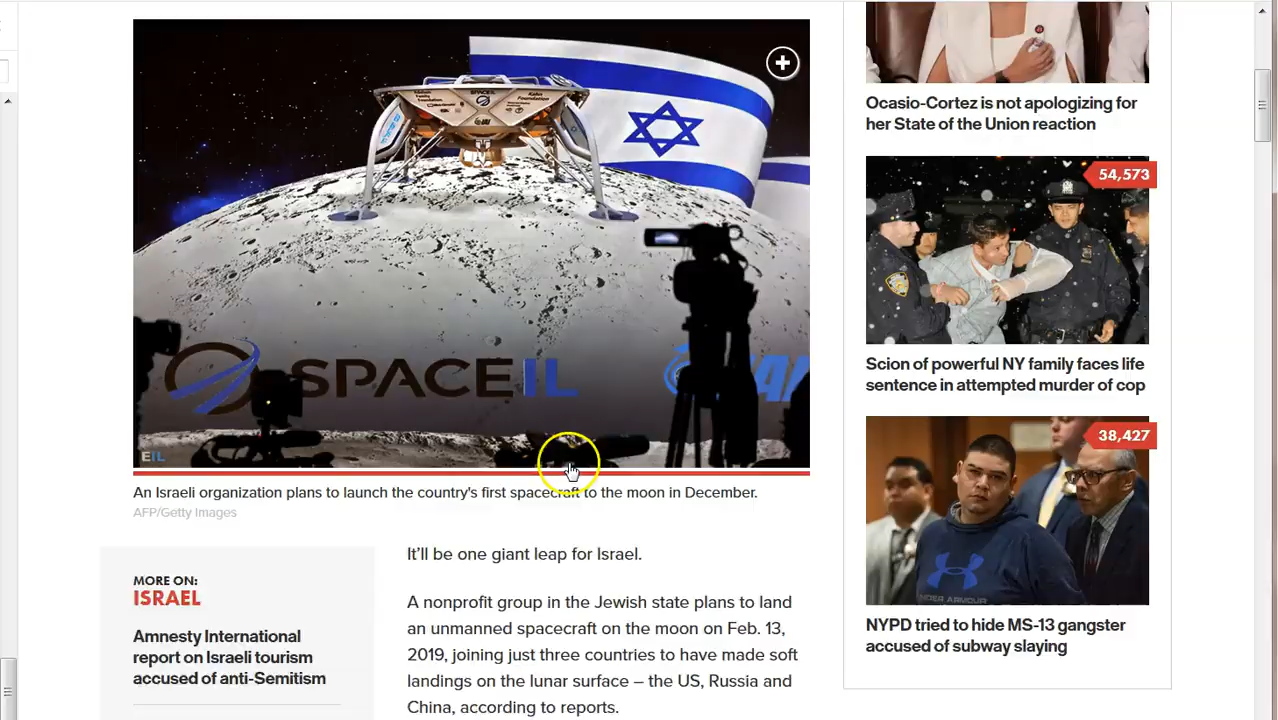 SPACEIL
SPACEIL
EIL
An Israeli organization plans to launch the country's first spacecraft to the moon in December.
AFP/Getty Images
MORE ON:
ISRAEL
Amnesty International
report on Israeli tourism
accused of anti-Semitism
It'll be one giant leap for Israel.
A nonprofit group in the Jewish state plans to land
an unmanned spacecraft on the moon on Feb. 13,
2019, joining just three countries to have made soft
landings on the lunar surface – the US, Russia and
China, according to reports.
Ocasio-Cortez is not apologizing for
her State of the Union reaction
54,573
Scion of powerful NY family faces life
sentence in attempted murder of cop
38,427
UNDER ARMOUR
NYPD tried to hide MS-13 gangster
accused of subway slaying